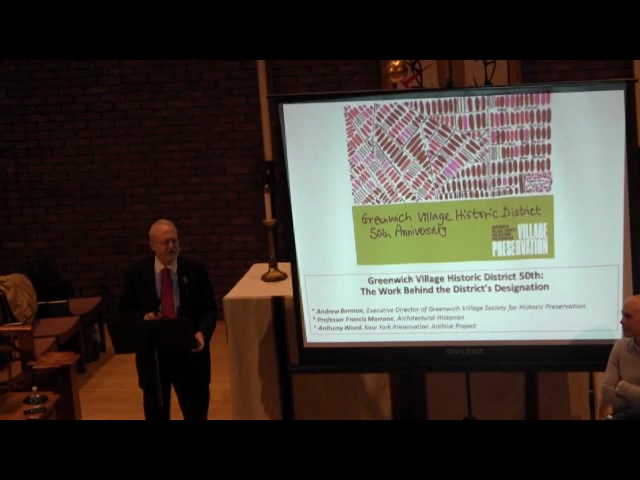 Greenwich Village Historic District
50th Anniversary
VILLAGE
PRESERVATION
Greenwich Village Historic District 50th:
The Work Behind the District's Designation
* Andrew Berman, Executive Director of Greenwich Village Society for Historic Preservation
* Professor Francis Morrone, Architectural Historian
* Anthony Wood, New York Preservation Archive Project